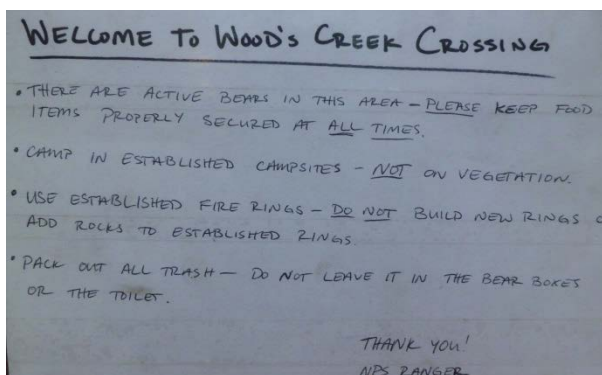 WELCOME TO WOOD'S CREEK CROSSING
• THERE ARE ACTIVE BEARS IN THIS AREA – PLEASE KEEP FOOD
ITEMS PROPERLY SECURED AT ALL TIMES.
• CAMP IN ESTABLISHED CAMPSITES – NOT ON VEGETATION.
• USE ESTABLISHED FIRE RINGS – DO NOT BUILD NEW RINGS
ADD ROCKS TO ESTABLISHED RINGS.
• PACK OUT ALL TRASH – DO NOT LEAVE IT IN THE BEAR BOXES
OR THE TOILET.
THANK YOU!
NPS RANGER